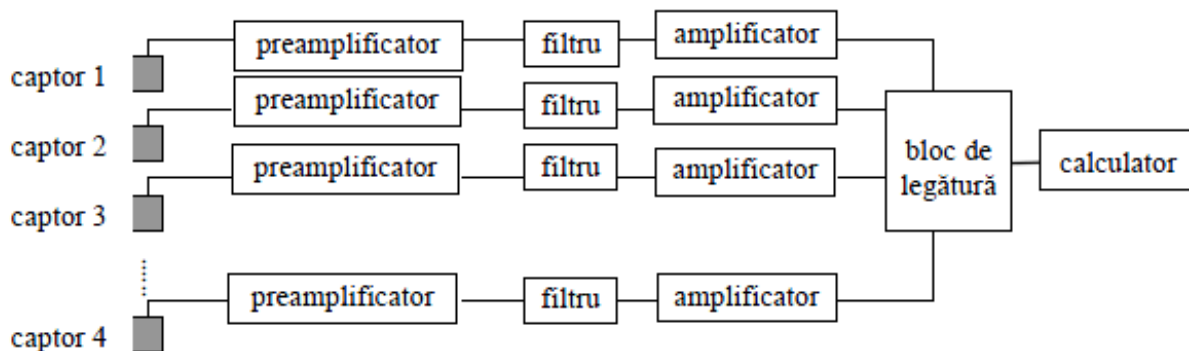 captor 1
preamplificator
filtru
amplificator
captor 2
preamplificator
filtru
amplificator
captor 3
preamplificator
filtru
amplificator
captor 4
preamplificator
filtru
amplificator
bloc de
legătură
calculator